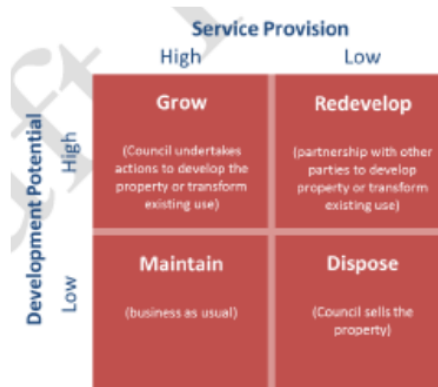 Service Provision
High Low
Development Potential
High
Grow
(Council undertakes
actions to develop the
property or transform
existing use)
Redevelop
(partnership with other
parties to develop
property or transform
existing use)
Low
Maintain
(business as usual)
Dispose
(Council sells the
property)